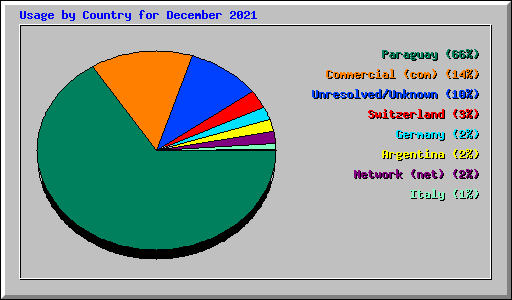 Usage by Country for December 2021
Paraguay (66%)
Commercial (com) (14%)
Unresolved/Unknown (10%)
Switzerland (3%)
Germany (2%)
Argentina (2%)
Network (net) (2%)
Italy (1%)